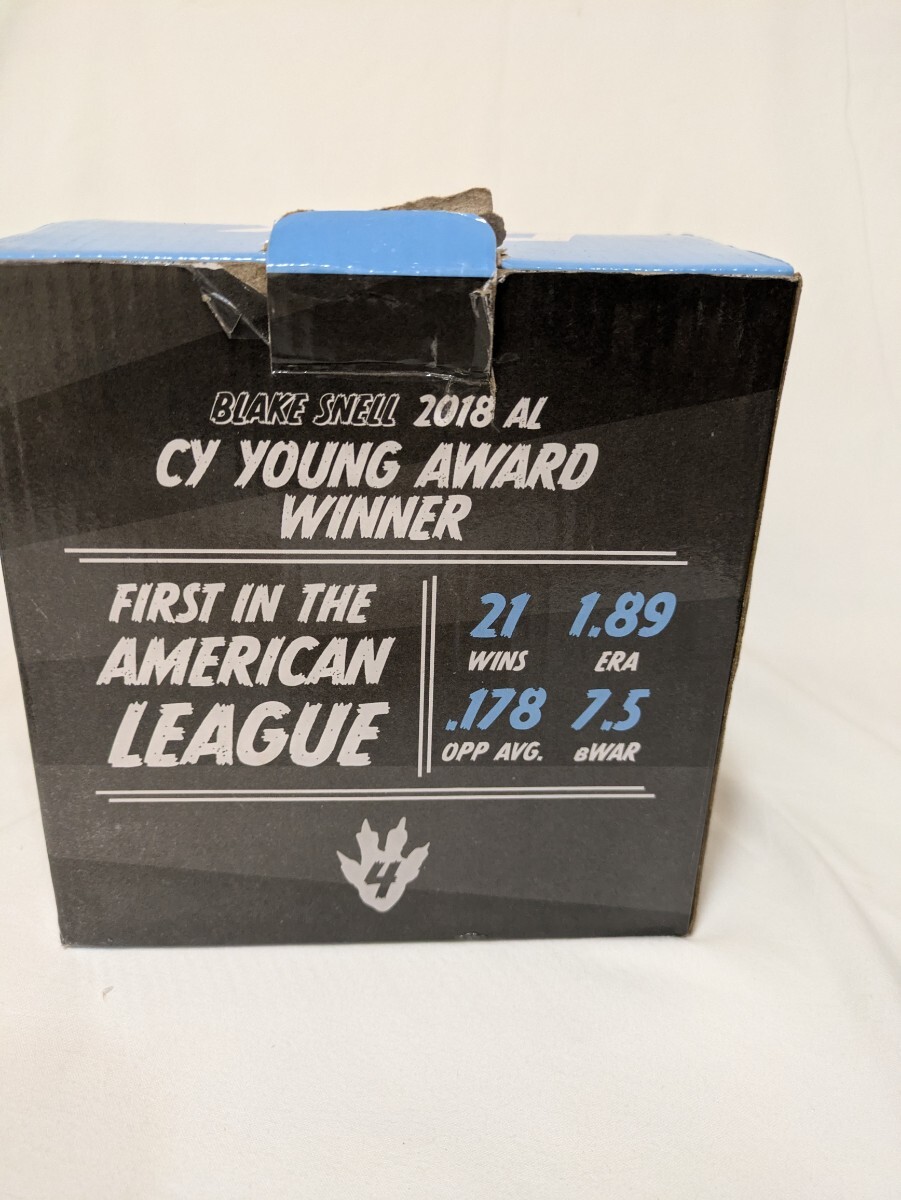 BLAKE SNELL 2018 AL
CY YOUNG AWARD
WINNER
FIRST IN THE
AMERICAN
LEAGUE
21 1.89
WINS ERA
.178 7.5
OPP AVG. BWAR
4